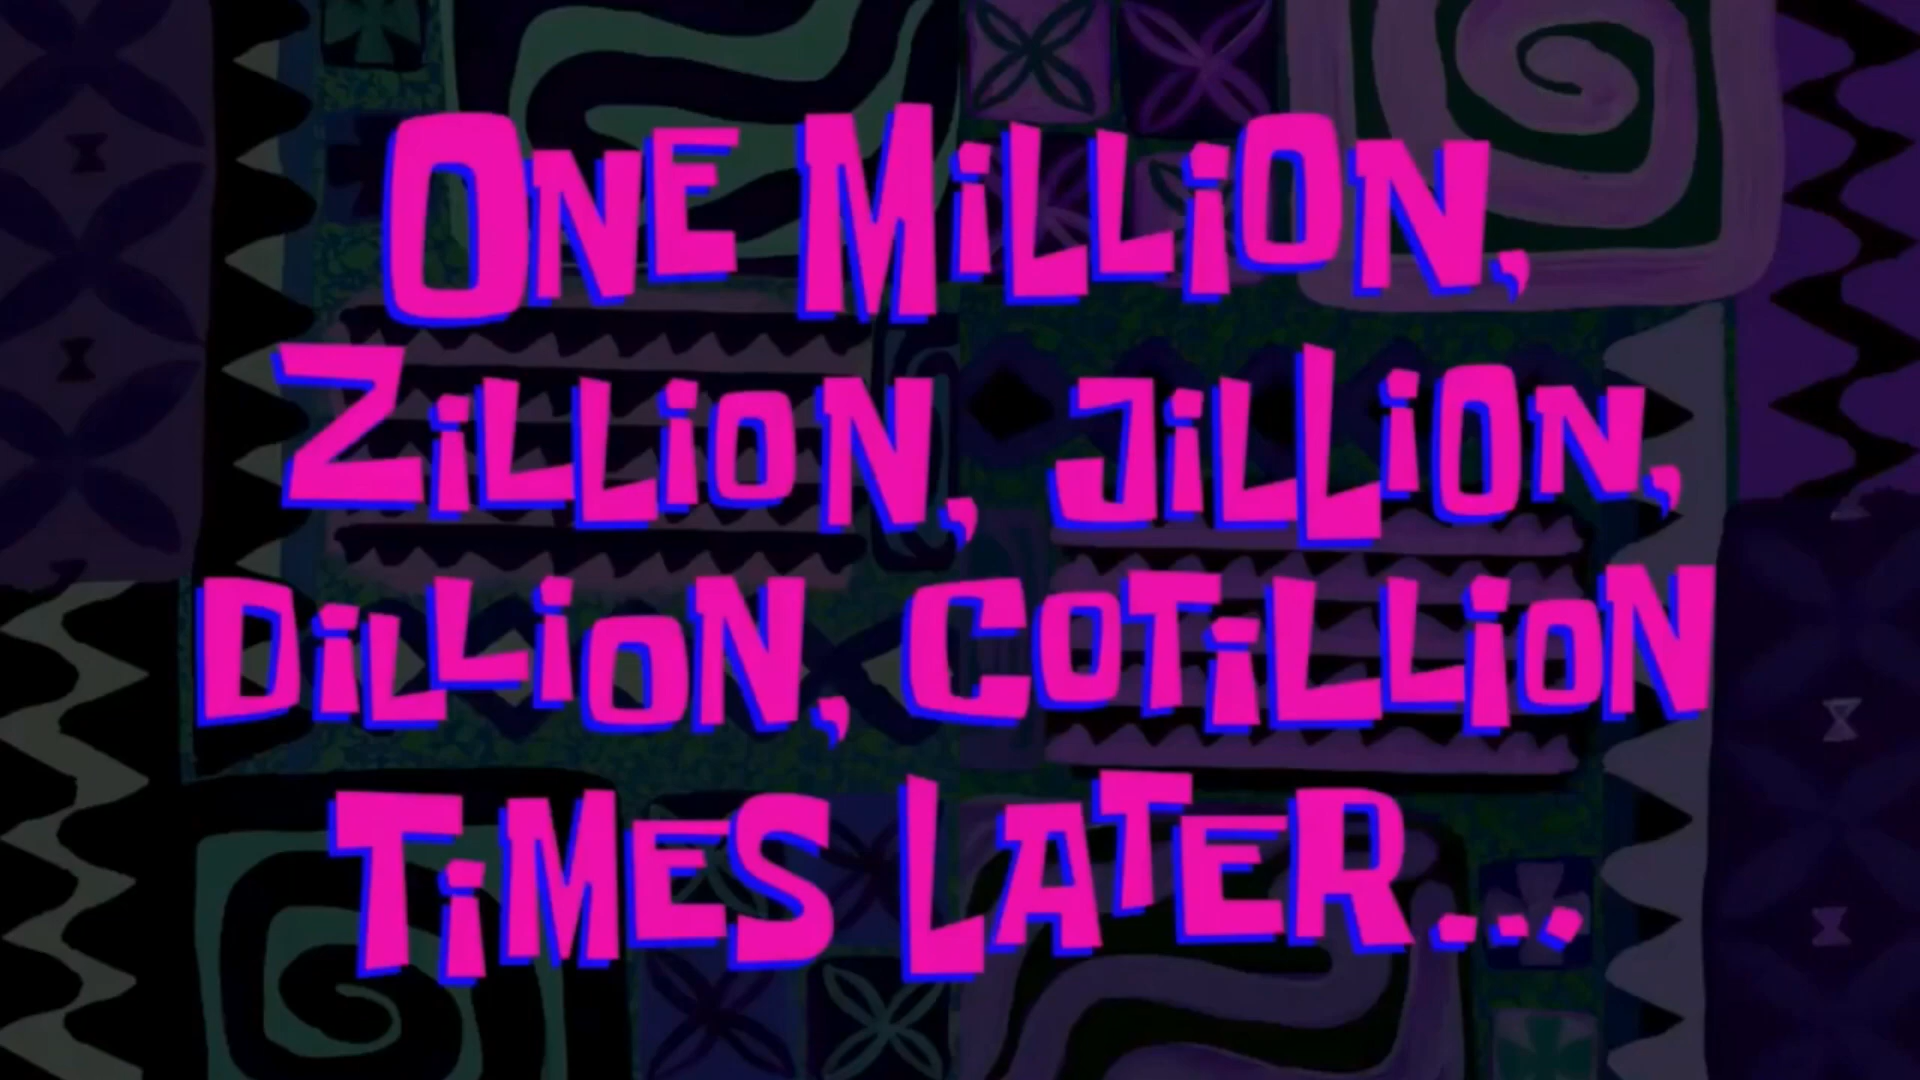 One Million,
Zillion, Jillion,
Dillion, Cotillion
Times Later...